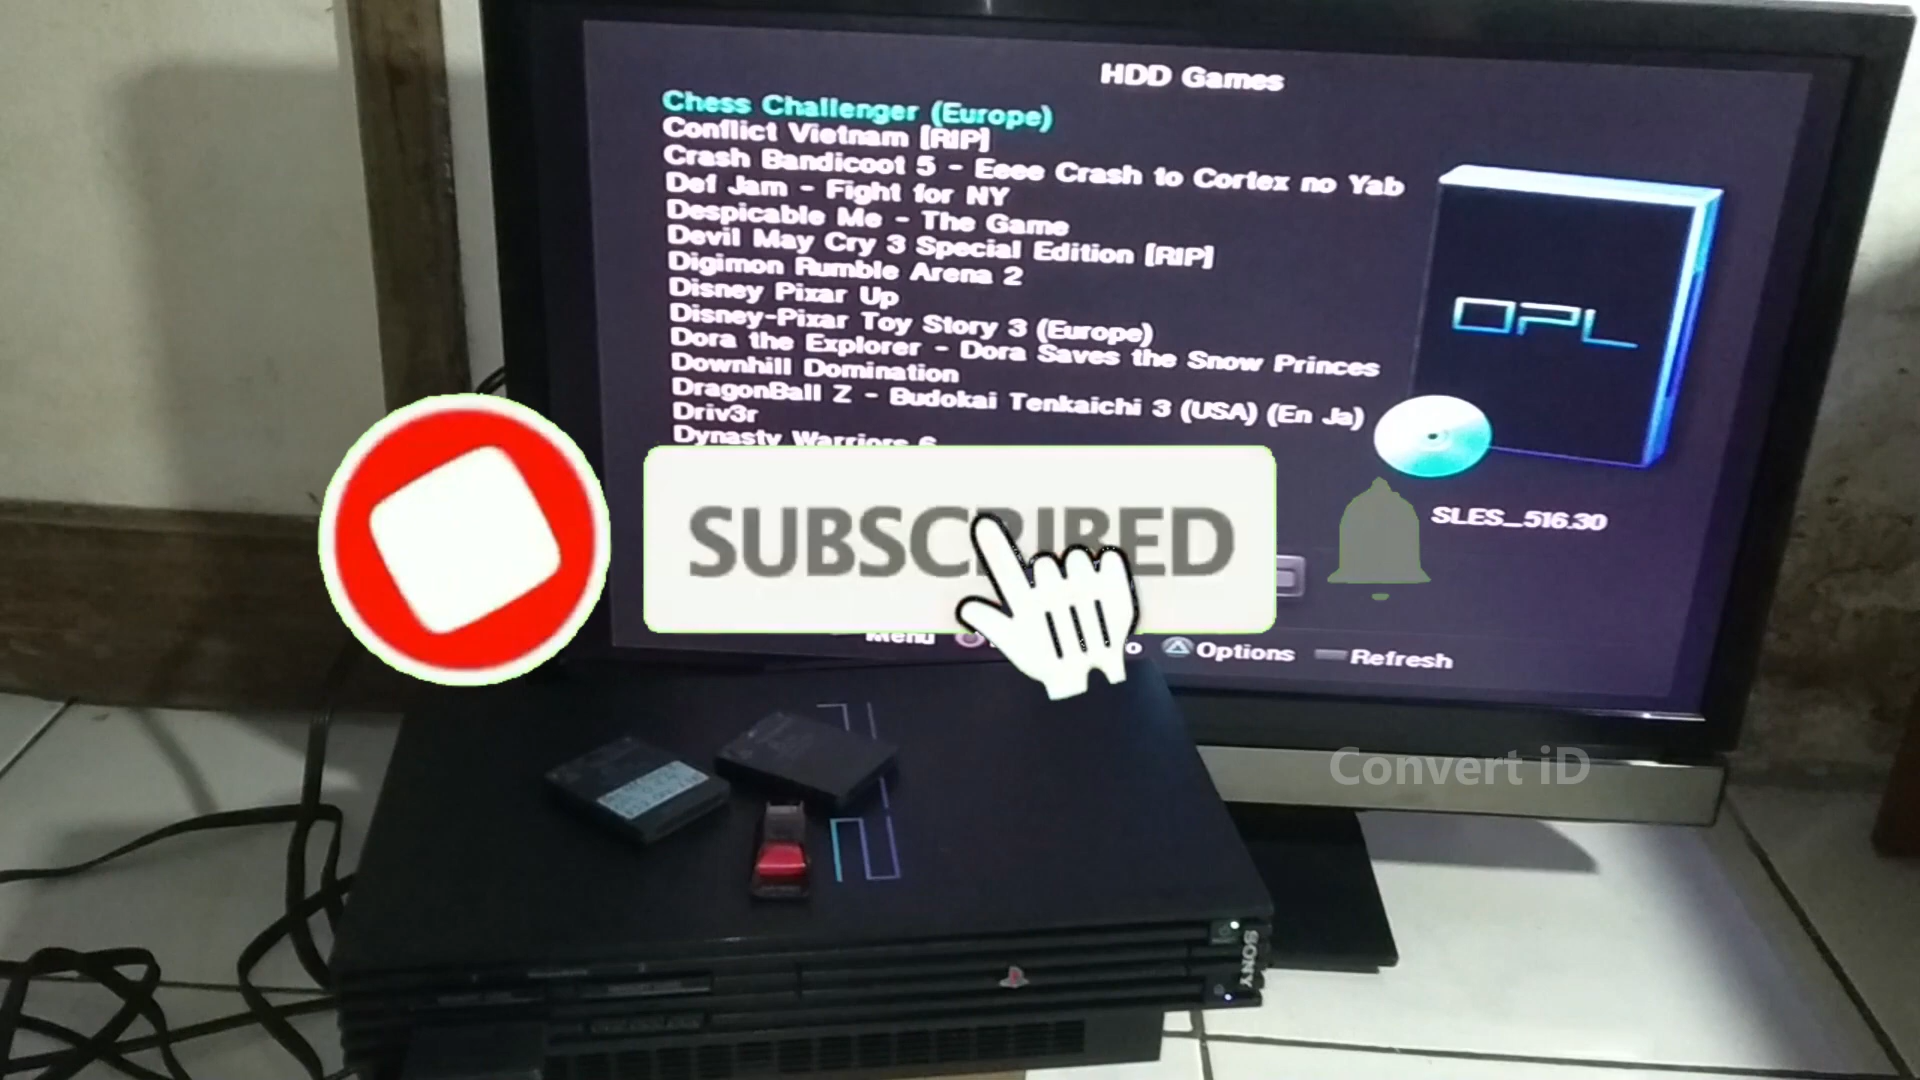 HDD Games
Chess Challenger (Europe)
Conflict Vietnam [RIP]
Crash Bandicoot 5 - Eeee Crash to Cortex no Yab
Def Jam - Fight for NY
Despicable Me - The Game
Devil May Cry 3 Special Edition [RIP]
Digimon Rumble Arena 2
Disney Pixar Up
Disney-Pixar Toy Story 3 (Europe)
Dora the Explorer - Dora Saves the Snow Princes
Downhill Domination
DragonBall Z - Budokai Tenkaichi 3 (USA) (En Ja)
Driv3r
Dynasty Warriors 6
OPL
SLES_516.30
SUBSCRIBED
Menu
Options
Refresh
Convert iD
SONY